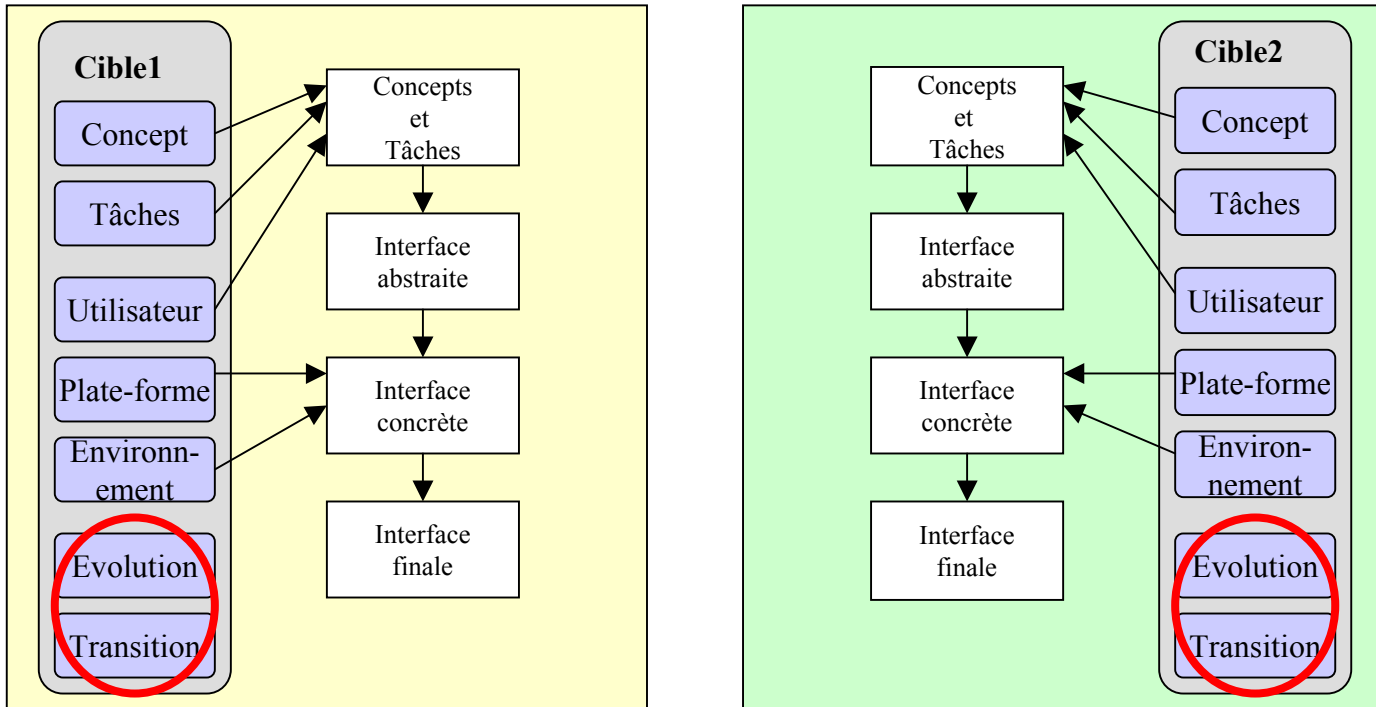 Cible1
Concept
Tâches
Utilisateur
Plate-forme
Environn-
ement
Evolution
Transition
Concepts
et
Tâches
Interface
abstraite
Interface
concrète
Interface
finale
Concepts
et
Tâches
Interface
abstraite
Interface
concrète
Interface
finale
Cible2
Concept
Tâches
Utilisateur
Plate-forme
Environ-
nement
Evolution
Transition